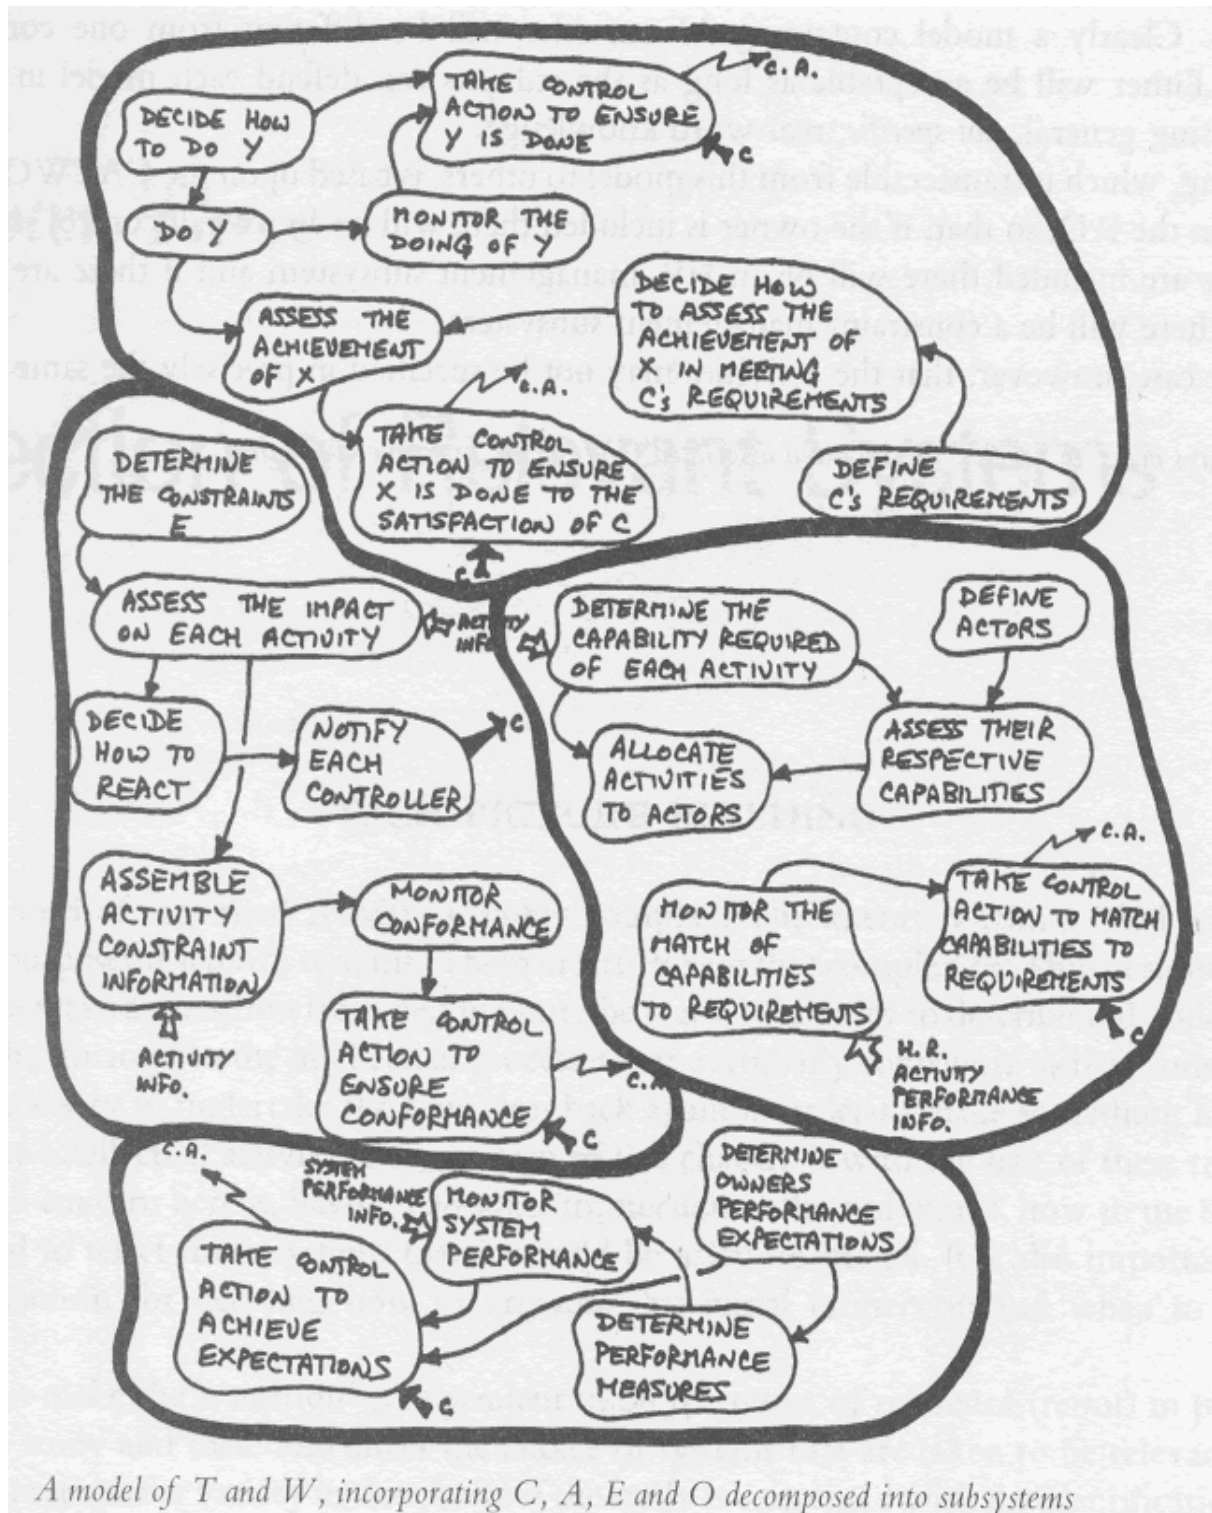 DECIDE HOW
TO DO Y
TAKE CONTROL
ACTION TO ENSURE
Y IS DONE
C.A.
C
DO Y
MONITOR THE
DOING OF Y
ASSESS THE
ACHIEVEMENT
OF X
DECIDE HOW
TO ASSESS THE
ACHIEVEMENT OF
X IN MEETING
C's REQUIREMENTS
C.A.
TAKE CONTROL
ACTION TO ENSURE
X IS DONE TO THE
SATISFACTION OF C
C
DEFINE
C's REQUIREMENTS
DETERMINE
THE CONSTRAINTS
E
ASSESS THE IMPACT
ON EACH ACTIVITY
ACTIVITY
INFO.
DECIDE
HOW TO
REACT
NOTIFY
EACH
CONTROLLER
C
ASSEMBLE
ACTIVITY
CONSTRAINT
INFORMATION
ACTIVITY
INFO.
MONITOR
CONFORMANCE
TAKE CONTROL
ACTION TO
ENSURE
CONFORMANCE
C.A.
C
DETERMINE THE
CAPABILITY REQUIRED
OF EACH ACTIVITY
DEFINE
ACTORS
ALLOCATE
ACTIVITIES
TO ACTORS
ASSESS THEIR
RESPECTIVE
CAPABILITIES
MONITOR THE
MATCH OF
CAPABILITIES
TO REQUIREMENTS
C.A.
TAKE CONTROL
ACTION TO MATCH
CAPABILITIES TO
REQUIREMENTS
C
H.R.
ACTIVITY
PERFORMANCE
INFO.
C.A.
SYSTEM
PERFORMANCE
INFO.
MONITOR
SYSTEM
PERFORMANCE
DETERMINE
OWNERS
PERFORMANCE
EXPECTATIONS
TAKE CONTROL
ACTION TO
ACHIEVE
EXPECTATIONS
C
DETERMINE
PERFORMANCE
MEASURES
A model of T and W, incorporating C, A, E and O decomposed into subsystems